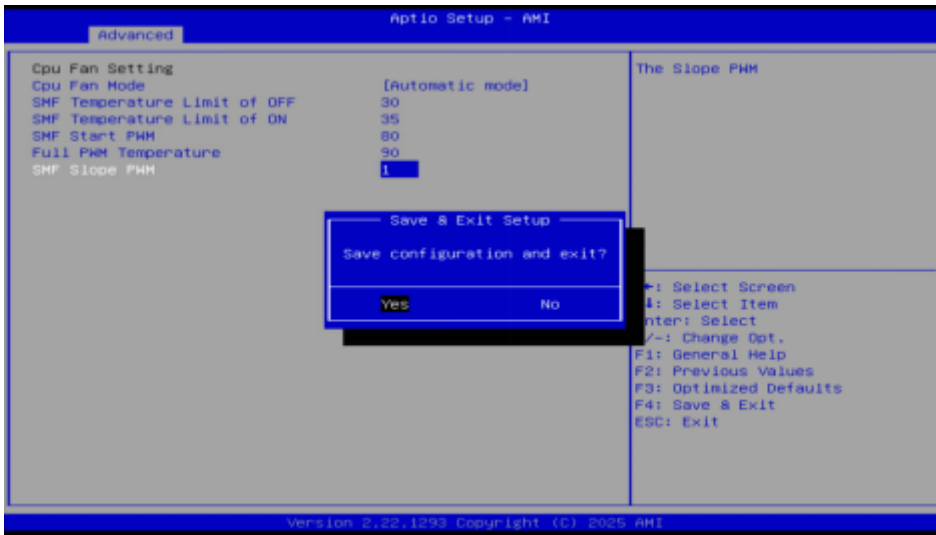 Aptio Setup - AMI
Advanced
Cpu Fan Setting
Cpu Fan Mode [Automatic mode]
SMF Temperature Limit of OFF 30
SMF Temperature Limit of ON 35
SMF Start PWM 80
Full PWM Temperature 90
SMF Slope PWM 1
The Slope PWM
Save & Exit Setup
Save configuration and exit?
Yes No
: Select Screen
: Select Item
nter: Select
/-: Change Opt.
F1: General Help
F2: Previous Values
F3: Optimized Defaults
F4: Save & Exit
ESC: Exit
Version 2.22.1293 Copyright (C) 2025 AMI